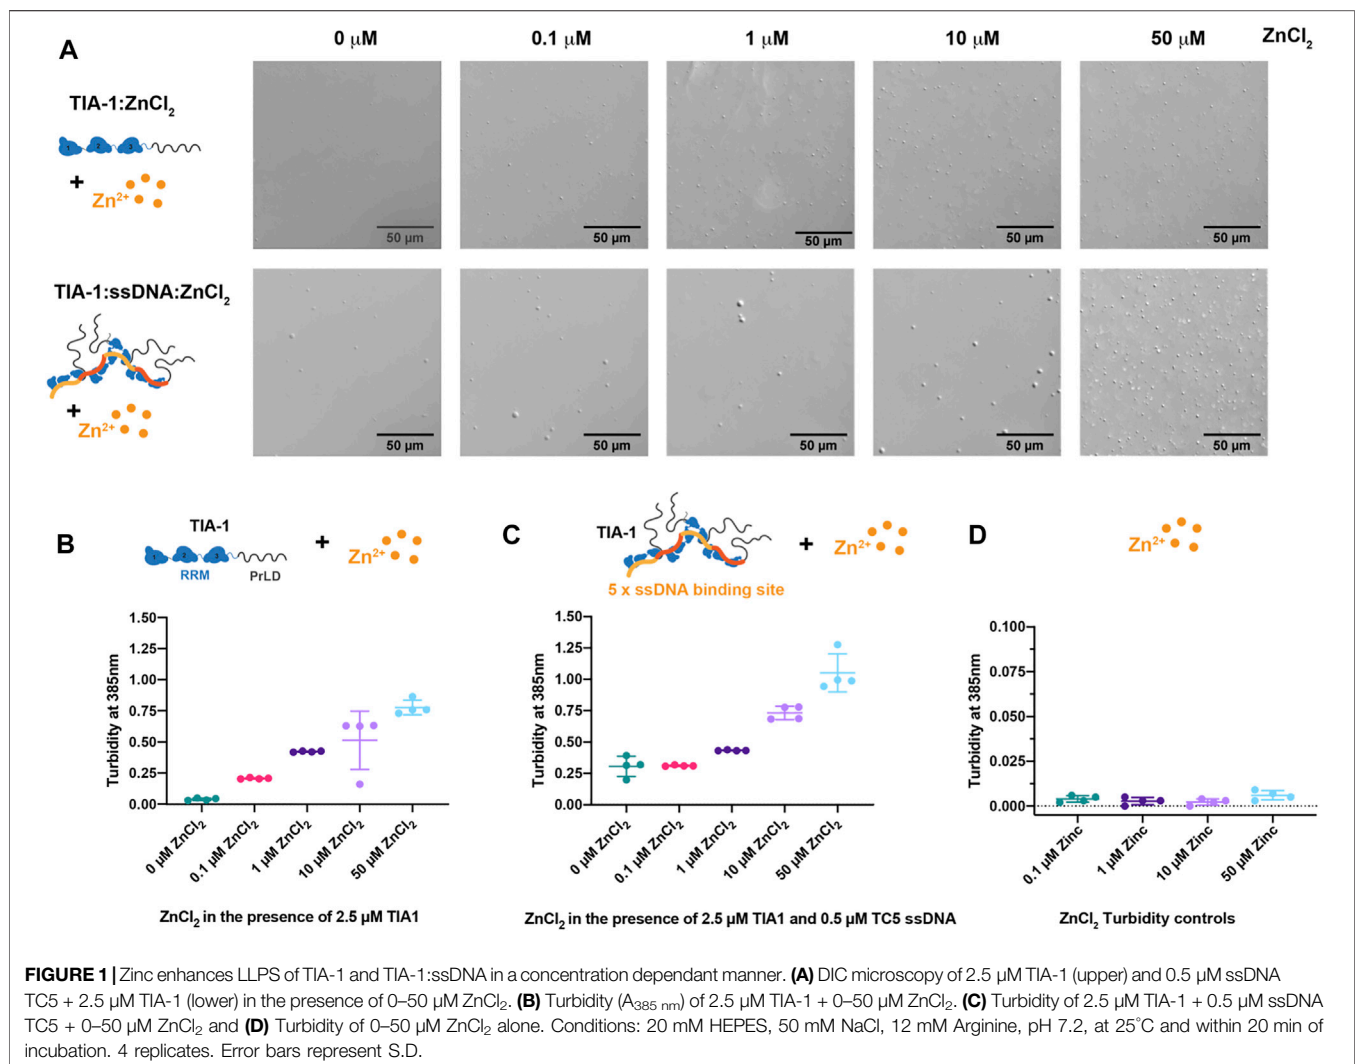 A
0 µM 0.1 µM 1 µM 10 µM 50 µM ZnCl₂
TIA-1:ZnCl₂
1 2 3
+
Zn²⁺
50 µm 50 µm 50 µm 50 µm 50 µm
TIA-1:ssDNA:ZnCl₂
+
Zn²⁺
50 µm 50 µm 50 µm 50 µm 50 µm
B
TIA-1
1 2 3
RRM PrLD
+ Zn²⁺
Turbidity at 385nm
1.50
1.25
1.00
0.75
0.50
0.25
0.00
0 µM ZnCl₂
0.1 µM ZnCl₂
1 µM ZnCl₂
10 µM ZnCl₂
50 µM ZnCl₂
ZnCl₂ in the presence of 2.5 µM TIA1
C
TIA-1
+ Zn²⁺
5 x ssDNA binding site
Turbidity at 385nm
1.50
1.25
1.00
0.75
0.50
0.25
0.00
0 µM ZnCl₂
0.1 µM ZnCl₂
1 µM ZnCl₂
10 µM ZnCl₂
50 µM ZnCl₂
ZnCl₂ in the presence of 2.5 µM TIA1 and 0.5 µM TC5 ssDNA
D
Zn²⁺
Turbidity at 385nm
0.100
0.075
0.050
0.025
0.000
0.1 µM Zinc
1 µM Zinc
10 µM Zinc
50 µM Zinc
ZnCl₂ Turbidity controls
FIGURE 1 | Zinc enhances LLPS of TIA-1 and TIA-1:ssDNA in a concentration dependant manner. (A) DIC microscopy of 2.5 µM TIA-1 (upper) and 0.5 µM ssDNA
TC5 + 2.5 µM TIA-1 (lower) in the presence of 0–50 µM ZnCl₂. (B) Turbidity (A₃₈₅ ₙₘ) of 2.5 µM TIA-1 + 0–50 µM ZnCl₂. (C) Turbidity of 2.5 µM TIA-1 + 0.5 µM ssDNA
TC5 + 0–50 µM ZnCl₂ and (D) Turbidity of 0–50 µM ZnCl₂ alone. Conditions: 20 mM HEPES, 50 mM NaCl, 12 mM Arginine, pH 7.2, at 25°C and within 20 min of
incubation. 4 replicates. Error bars represent S.D.